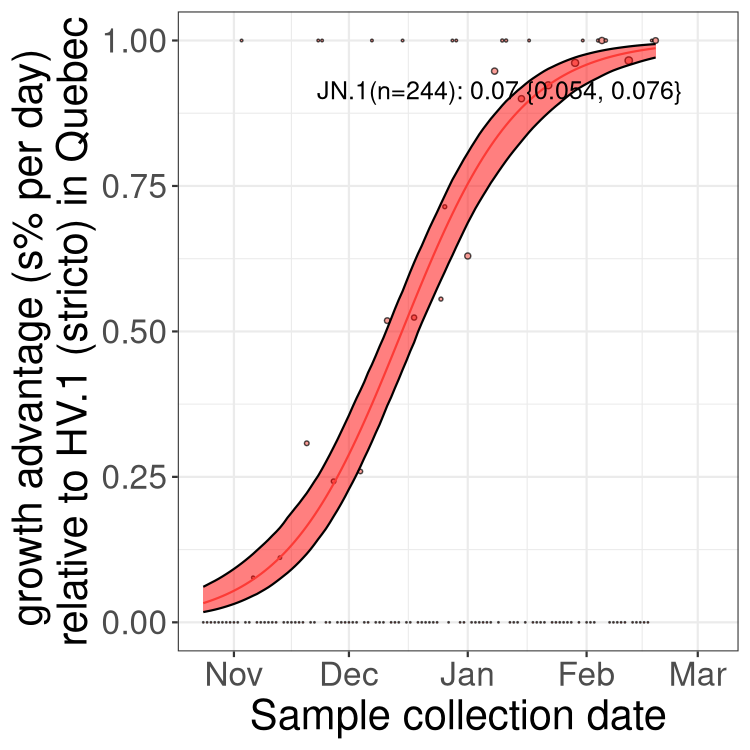 growth advantage (s% per day)
relative to HV.1 (stricto) in Quebec
1.00
0.75
0.50
0.25
0.00
JN.1(n=244): 0.07 {0.054, 0.076}
Nov Dec Jan Feb Mar
Sample collection date